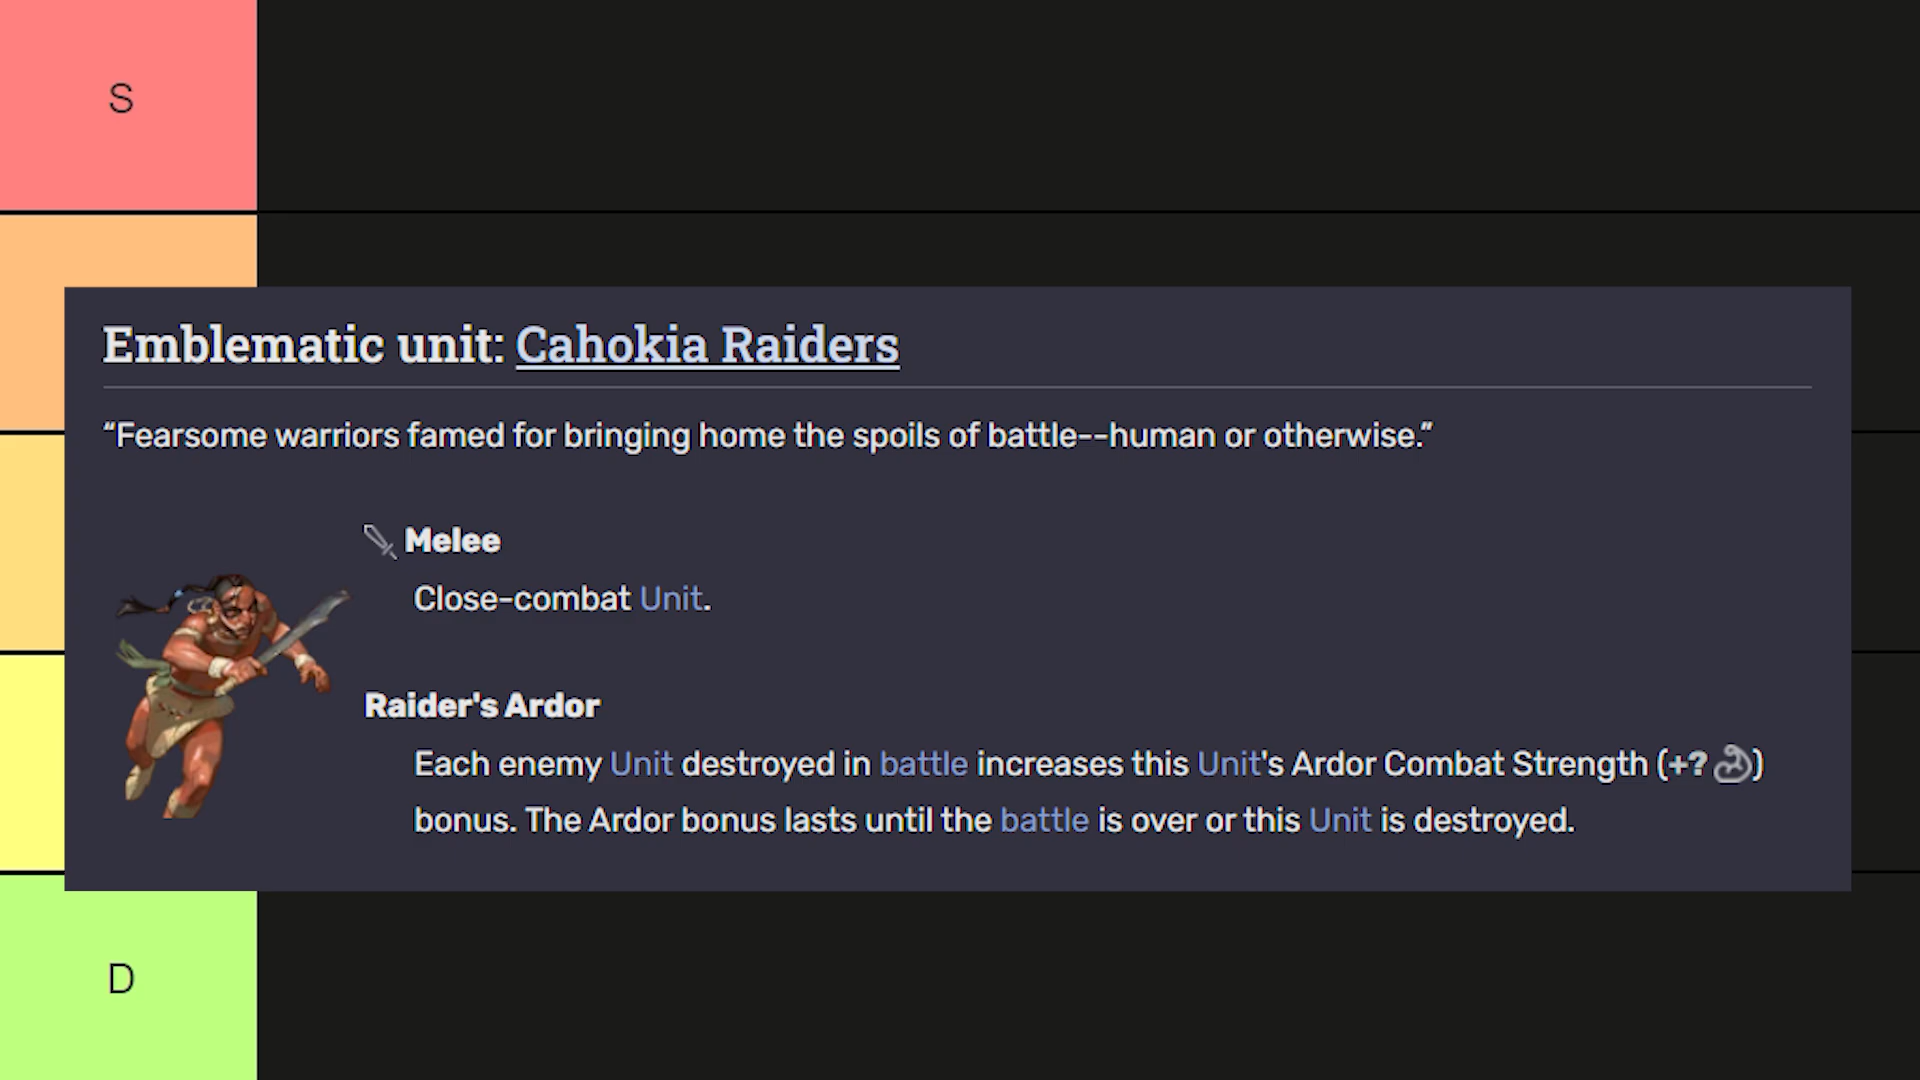 S
Emblematic unit: Cahokia Raiders
“Fearsome warriors famed for bringing home the spoils of battle--human or otherwise.”
Melee
Close-combat Unit.
Raider's Ardor
Each enemy Unit destroyed in battle increases this Unit's Ardor Combat Strength (+? )
bonus. The Ardor bonus lasts until the battle is over or this Unit is destroyed.
D